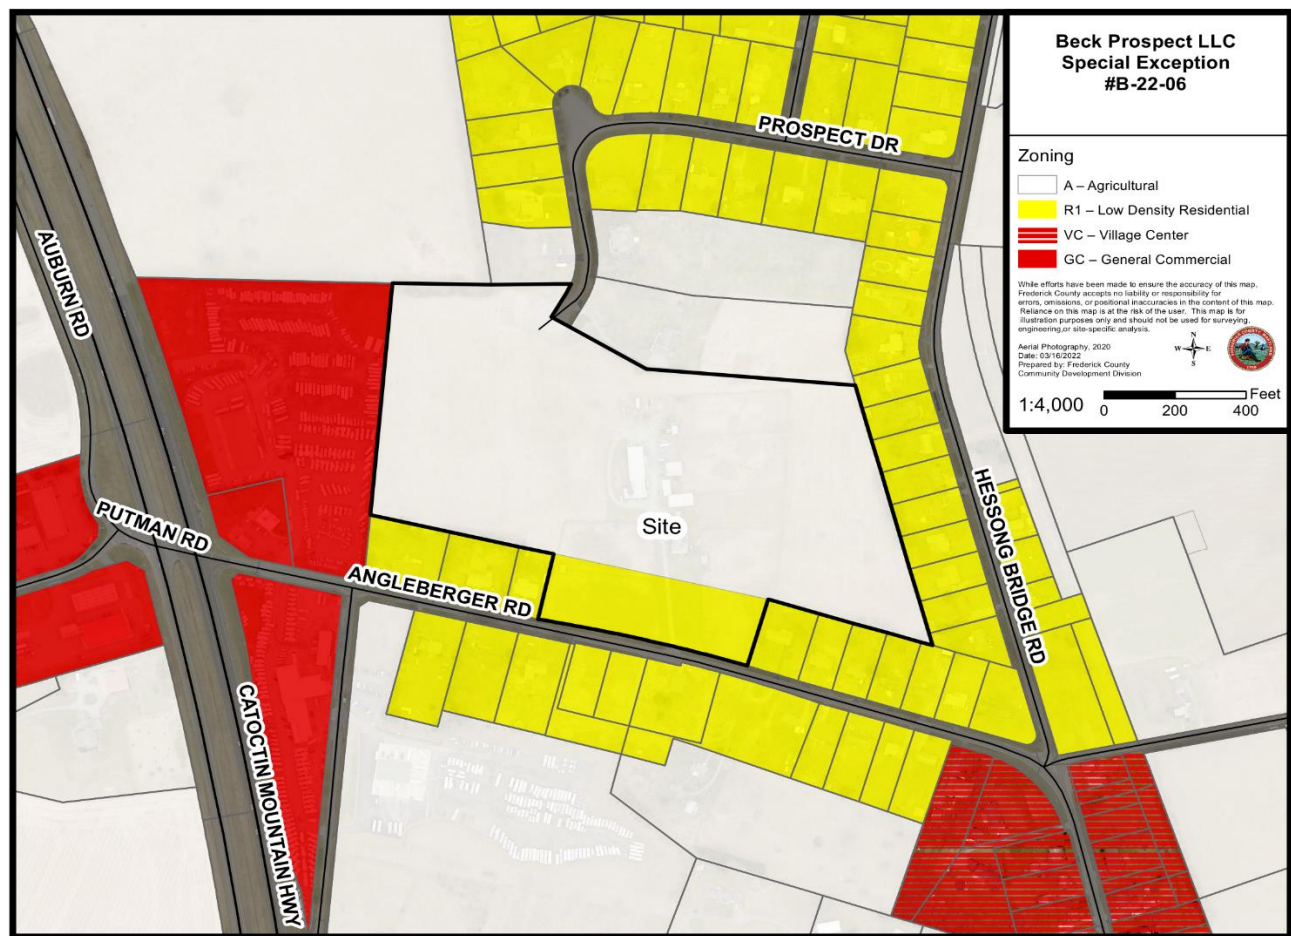 Beck Prospect LLC
Special Exception
#B-22-06
Zoning
A – Agricultural
R1 – Low Density Residential
VC – Village Center
GC – General Commercial
While efforts have been made to ensure the accuracy of this map,
Frederick County accepts no liability or responsibility for
errors, omissions, or positional inaccuracies in the content of this map.
Reliance on this map is at the risk of the user. This map is for
illustration purposes only and should not be used for surveying,
engineering,or site-specific analysis.
Aerial Photography, 2020
Date: 03/16/2022
Prepared by: Frederick County
Community Development Division
N
W E
S
1:4,000
Feet
0 200 400
PROSPECT DR
AUBURN RD
PUTMAN RD
ANGLEBERGER RD
Site
HESSONG BRIDGE RD
CATOCTIN MOUNTAIN HWY